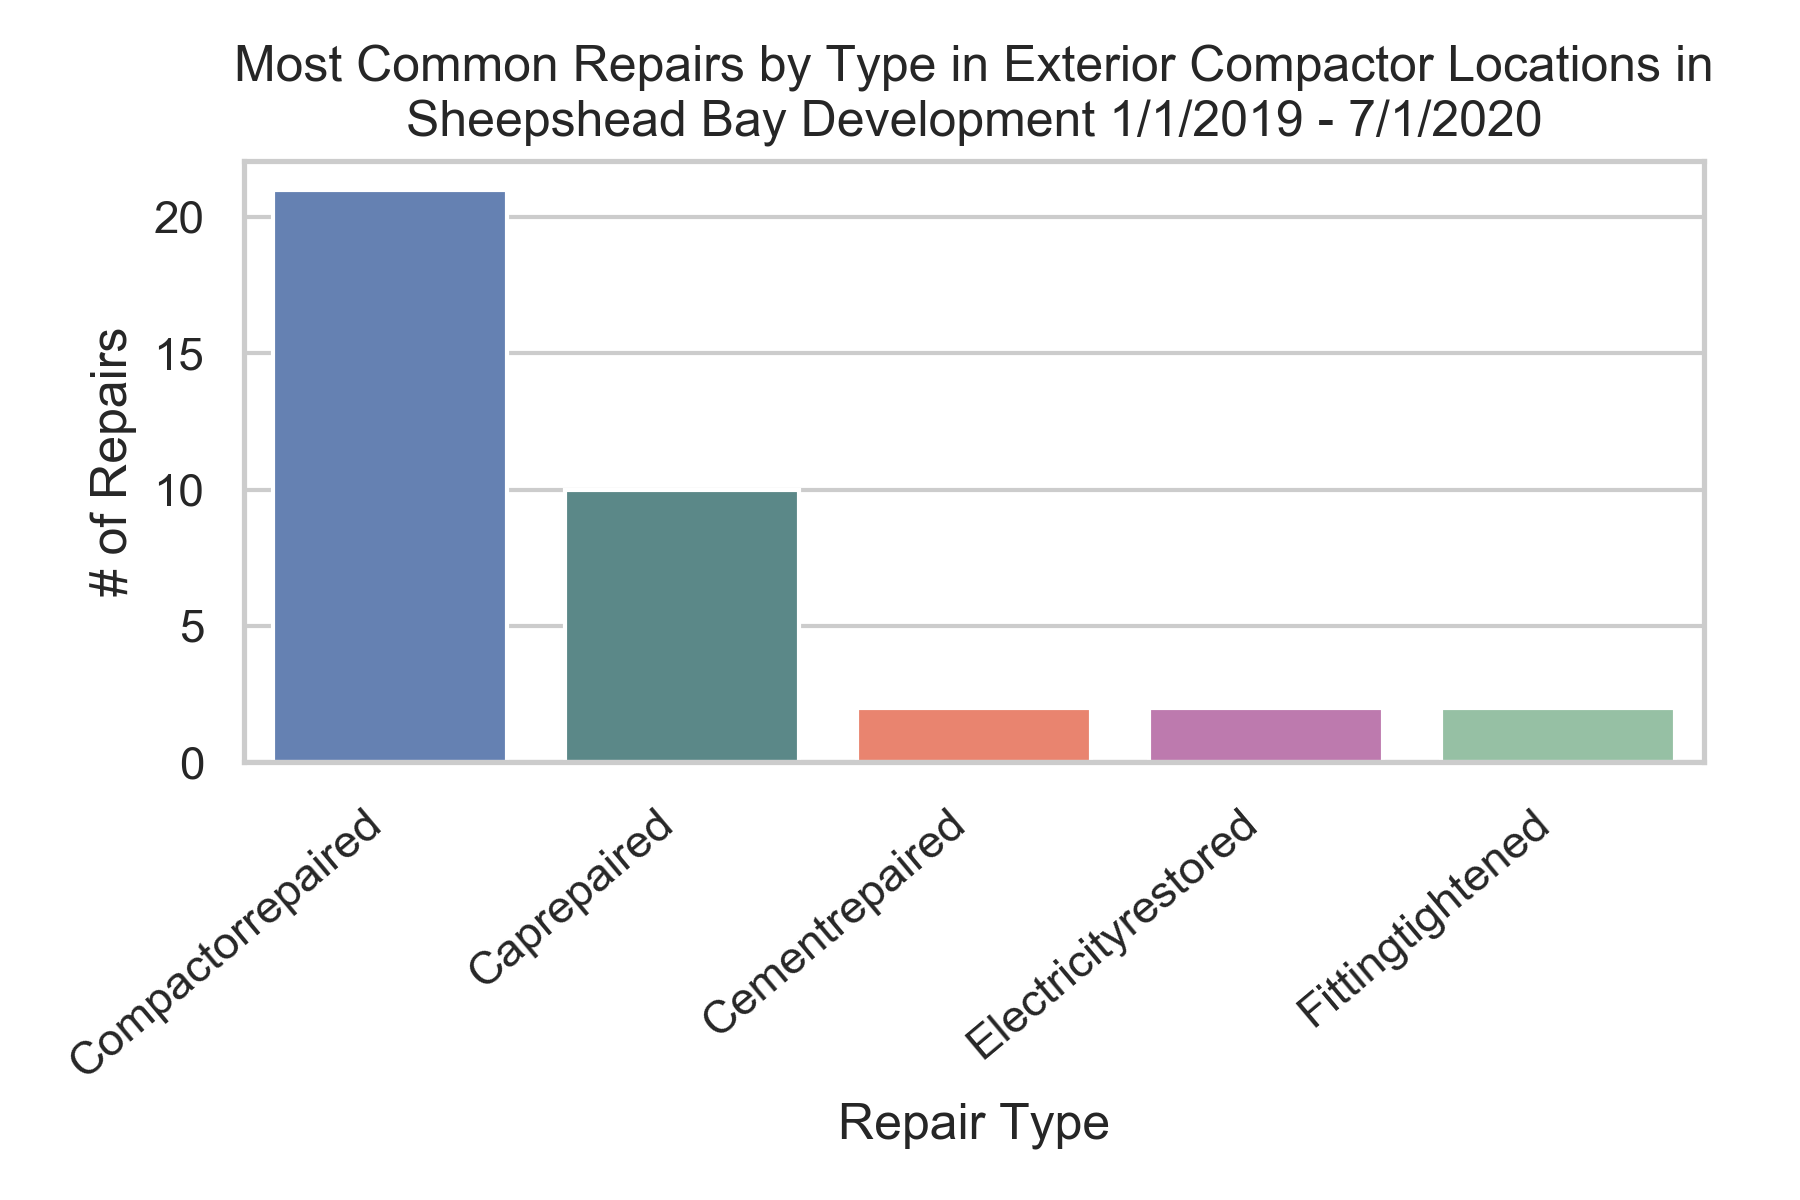 Most Common Repairs by Type in Exterior Compactor Locations in
Sheepshead Bay Development 1/1/2019 - 7/1/2020
# of Repairs
20
15
10
5
0
Compactorrepaired
Caprepaired
Cementrepaired
Electricityrestored
Fittingtightened
Repair Type